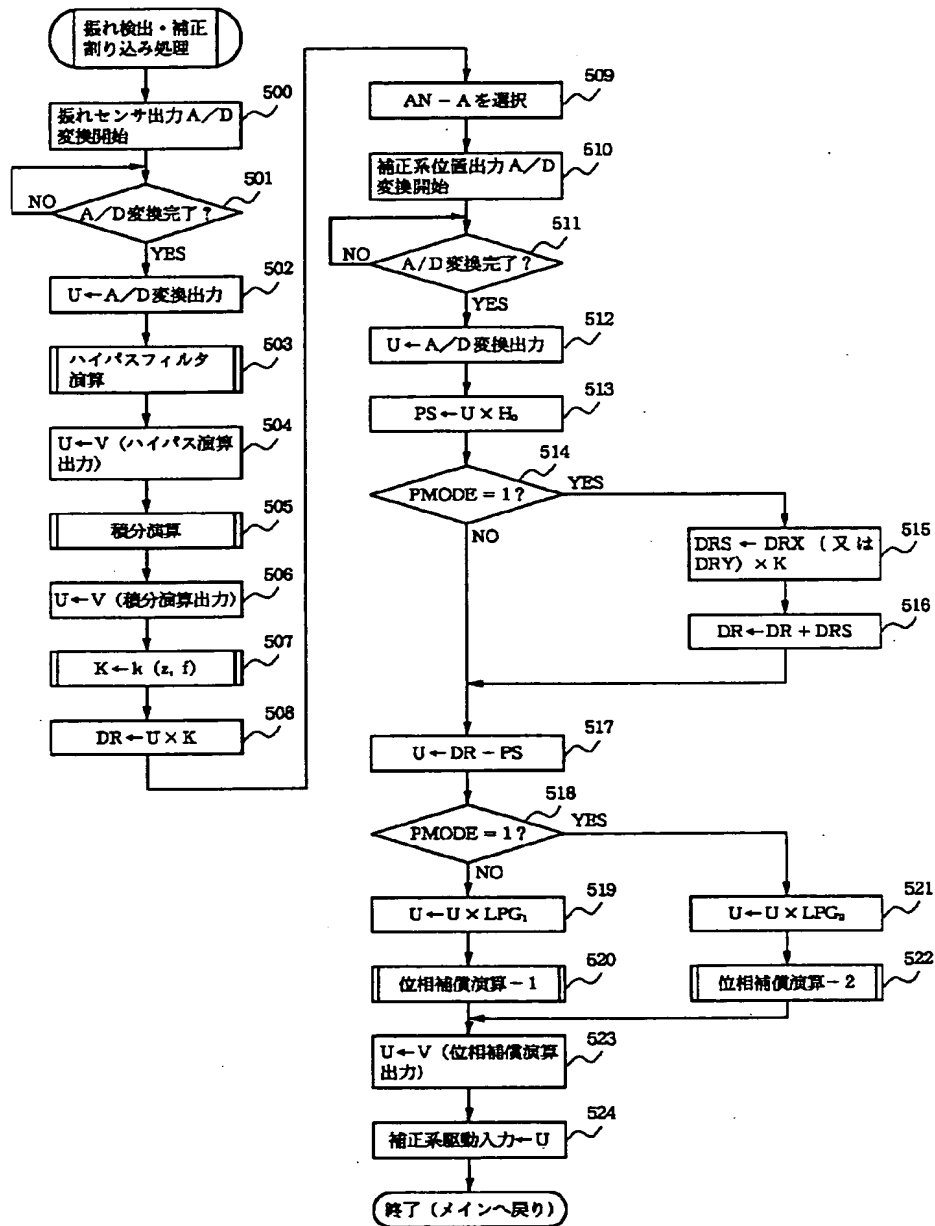 振れ検出・補正
割り込み処理
500
振れセンサ出力A／D
変換開始
501
A／D変換完了？
NO
YES
502
U←A／D変換出力
503
ハイパスフィルタ
演算
504
U←V（ハイパス演算
出力）
505
積分演算
506
U←V（積分演算出力）
507
K←k (z, f)
508
DR←U×K
509
AN－Aを選択
510
補正系位置出力A／D
変換開始
511
A/D変換完了？
NO
YES
512
U←A／D変換出力
513
PS←U×H₀
514
PMODE＝1？
YES
NO
515
DRS←DRX（又は
DRY）×K
516
DR←DR＋DRS
517
U←DR－PS
518
PMODE＝1？
YES
NO
519
U←U×LPG₁
520
位相補償演算－1
521
U←U×LPG₂
522
位相補償演算－2
523
U←V（位相補償演算
出力）
524
補正系駆動入力←U
終了（メインへ戻り）